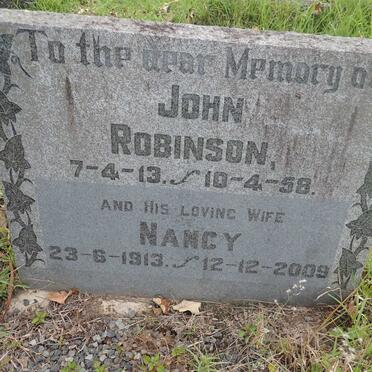 To the dear Memory o
JOHN
ROBINSON,
7-4-13. ~ 10-4-58.
AND HIS LOVING WIFE
NANCY
23-6-1913. ~ 12-12-2009